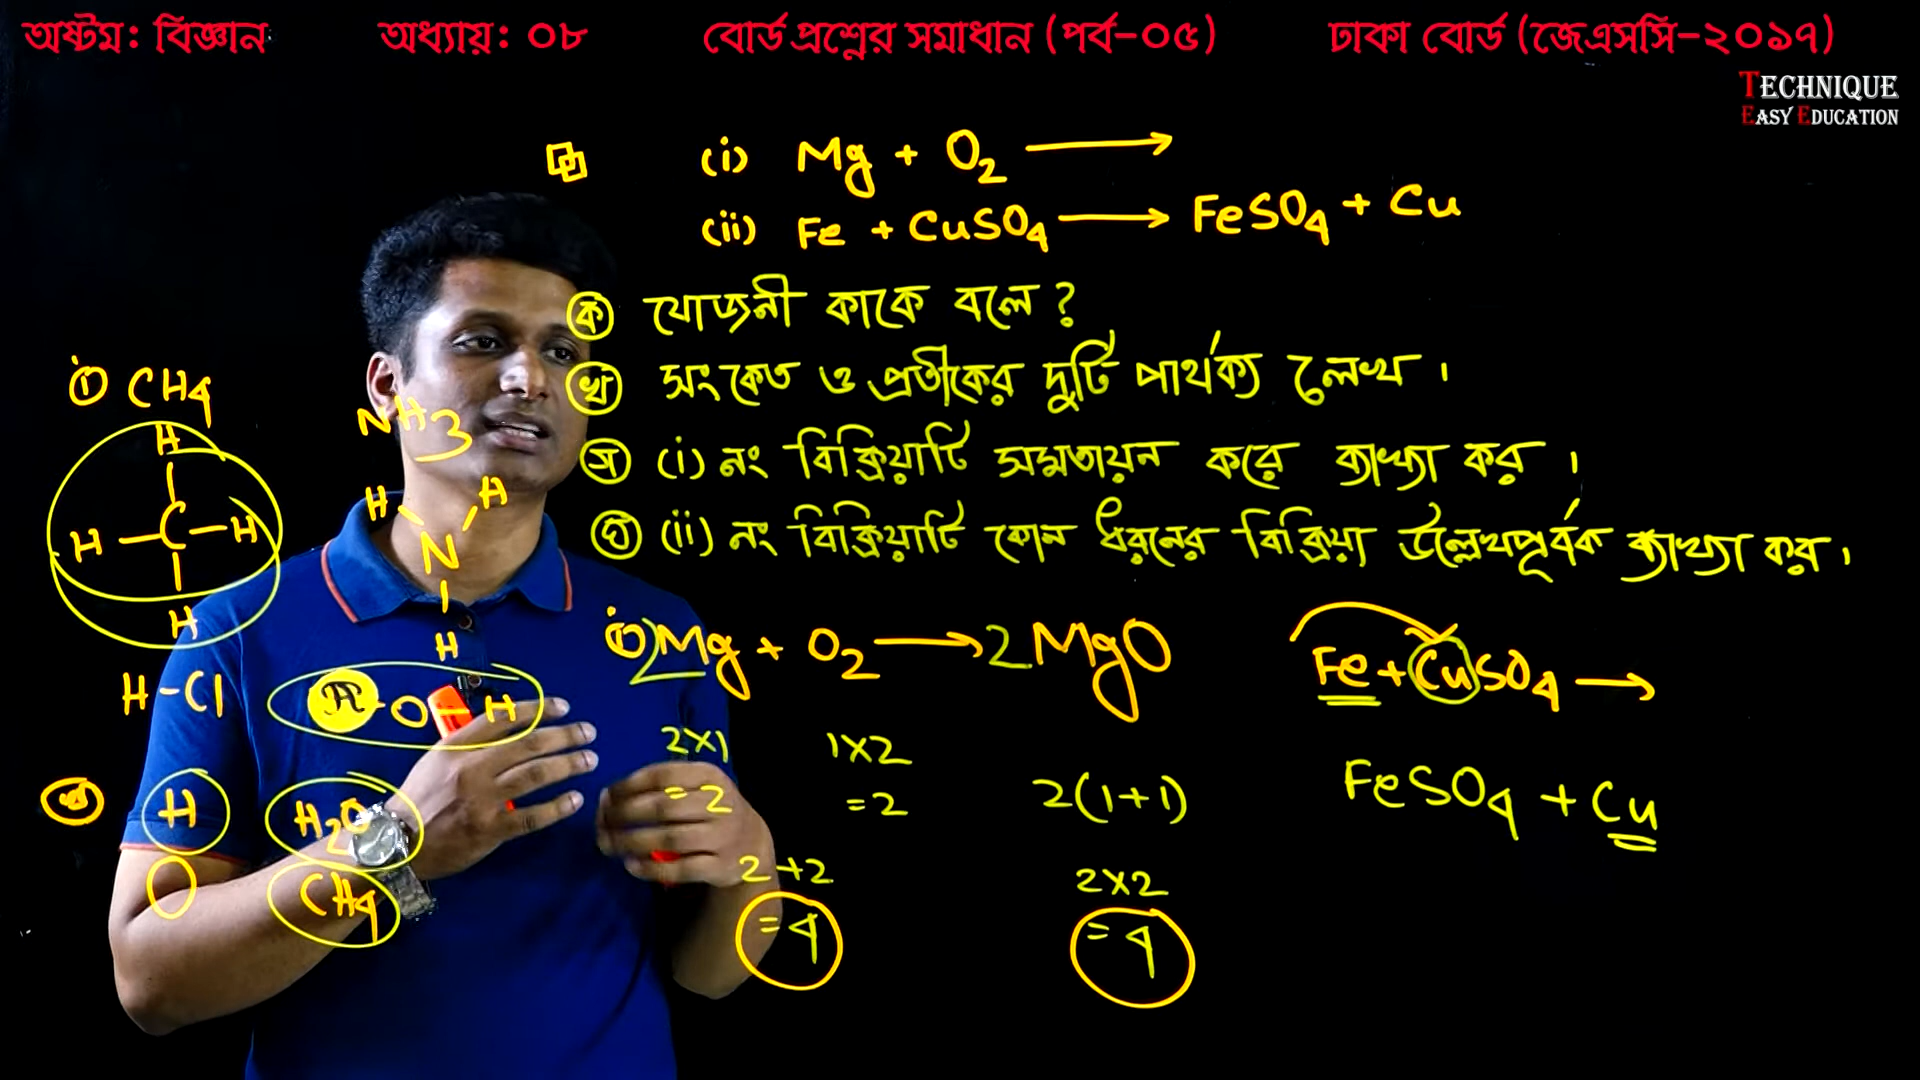 অষ্টম: বিজ্ঞান অধ্যায়: ০৮ বোর্ড প্রশ্নের সমাধান (পর্ব-০৫) ঢাকা বোর্ড (জেএসসি-২০১৭)
TECHNIQUE
EASY EDUCATION
(i) Mg + O₂ ⟶
(ii) Fe + CuSO₄ ⟶ FeSO₄ + Cu
ক যোজনী কাকে বলে ?
খ সংকেত ও প্রতীকের দুটি পার্থক্য লেখ ।
গ (i) নং বিক্রিয়াটি সমতায়ন করে ব্যাখ্যা কর ।
ঘ (ii) নং বিক্রিয়াটি কোন ধরনের বিক্রিয়া উল্লেখপূর্বক ব্যাখ্যা কর ।
i CH₄
H
H – C – H
H
NH₃
H H
N
H
H – Cl
O – H
H H₂O
O CH₄
i) 2Mg + O₂ ⟶ 2MgO
2×1
= 2
1×2
= 2
2(1+1)
2+2
= 4
2×2
= 4
Fe + CuSO₄ ⟶
FeSO₄ + Cu